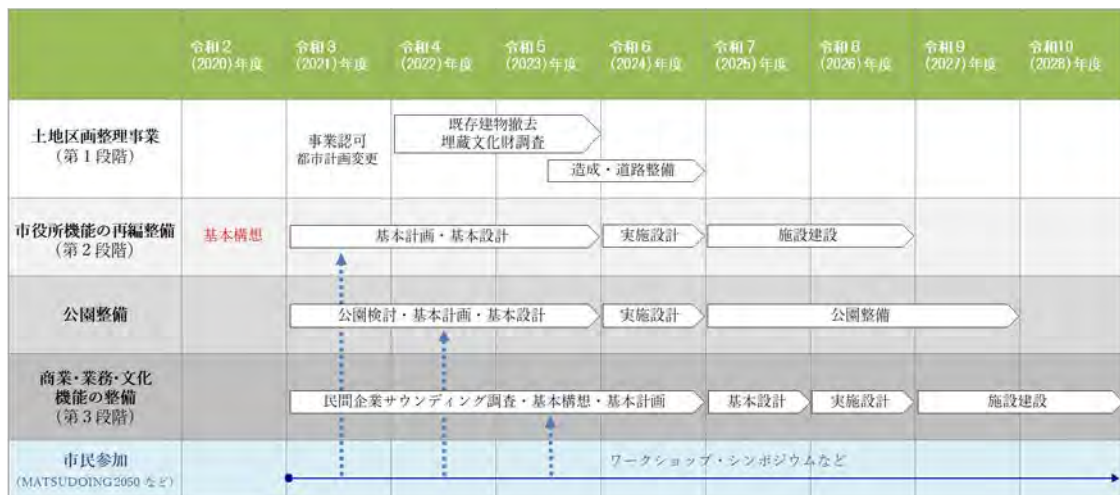 令和2
(2020)年度
令和3
(2021)年度
令和4
(2022)年度
令和5
(2023)年度
令和6
(2024)年度
令和7
(2025)年度
令和8
(2026)年度
令和9
(2027)年度
令和10
(2028)年度
土地区画整理事業
(第1段階)
事業認可
都市計画変更
既存建物撤去
埋蔵文化財調査
造成・道路整備
市役所機能の再編整備
(第2段階)
基本構想
基本計画・基本設計
実施設計
施設建設
公園整備
公園検討・基本計画・基本設計
実施設計
公園整備
商業・業務・文化
機能の整備
(第3段階)
民間企業サウンディング調査・基本構想・基本計画
基本設計
実施設計
施設建設
市民参加
(MATSUDOING2050 など)
ワークショップ・シンポジウムなど